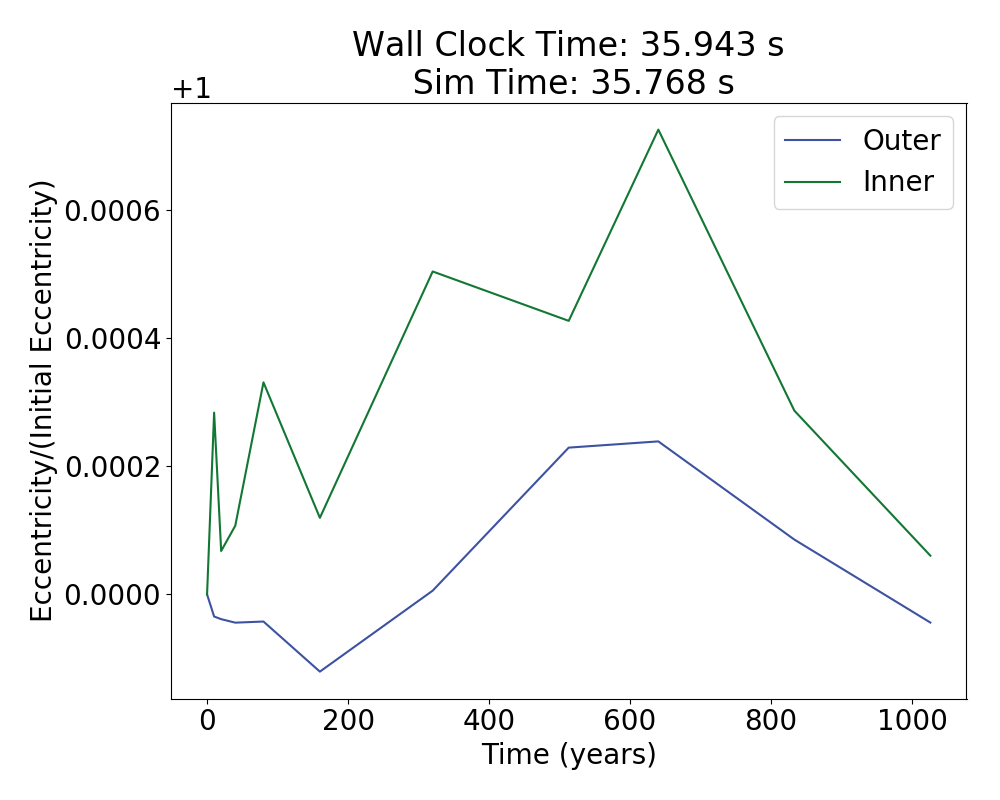 Wall Clock Time: 35.943 s
Sim Time: 35.768 s
+1
Outer
Inner
Eccentricity/(Initial Eccentricity)
0.0006
0.0004
0.0002
0.0000
0 200 400 600 800 1000
Time (years)